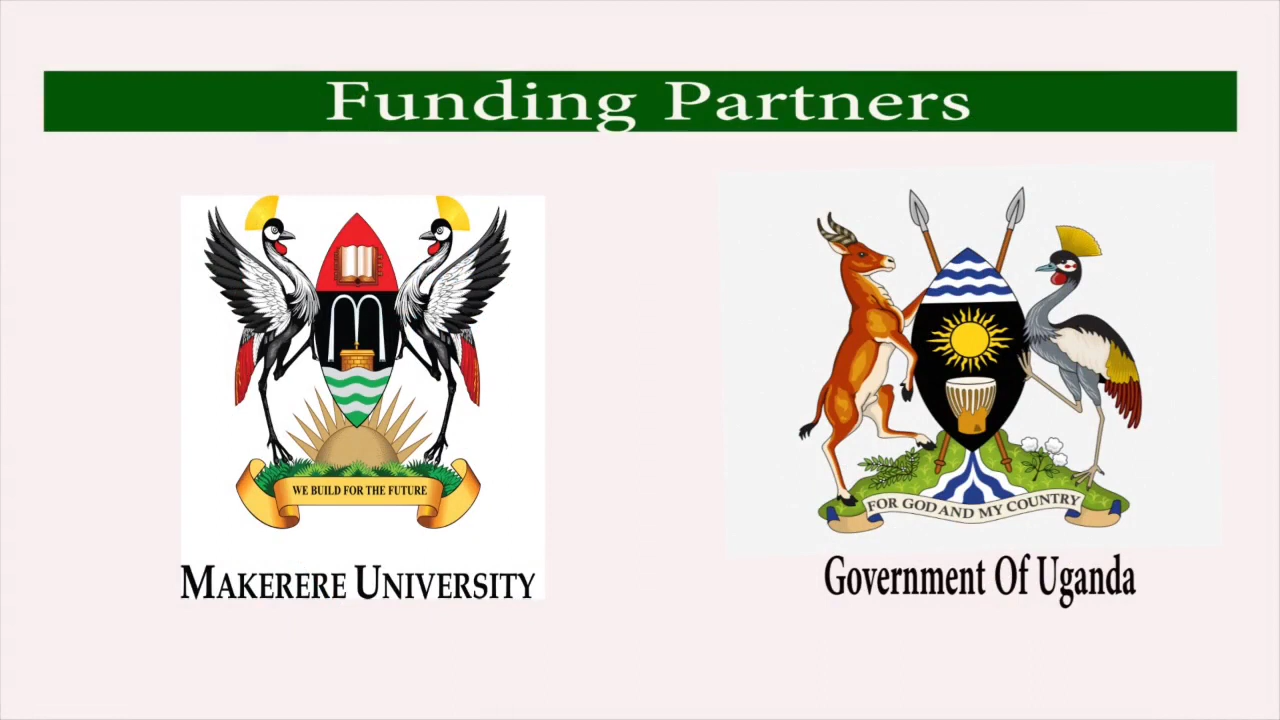 Funding Partners
WE BUILD FOR THE FUTURE
MAKERERE UNIVERSITY
FOR GOD AND MY COUNTRY
Government Of Uganda